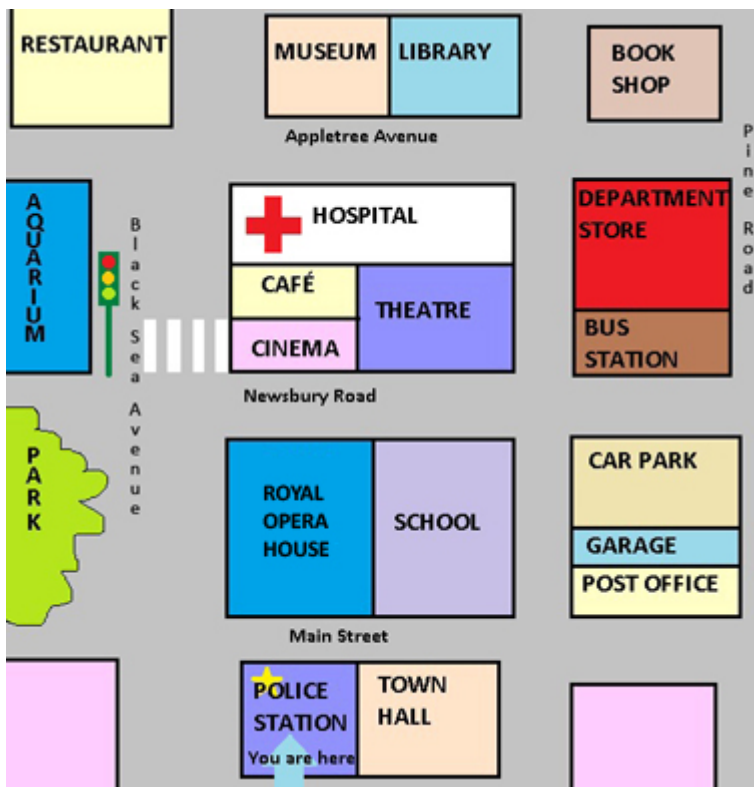 RESTAURANT
MUSEUM
LIBRARY
BOOK
SHOP
Appletree Avenue
Pine Road
AQUARIUM
Black Sea Avenue
HOSPITAL
DEPARTMENT
STORE
CAFÉ
THEATRE
CINEMA
BUS
STATION
Newsbury Road
PARK
ROYAL
OPERA
HOUSE
SCHOOL
CAR PARK
GARAGE
POST OFFICE
Main Street
POLICE
STATION
You are here
TOWN
HALL